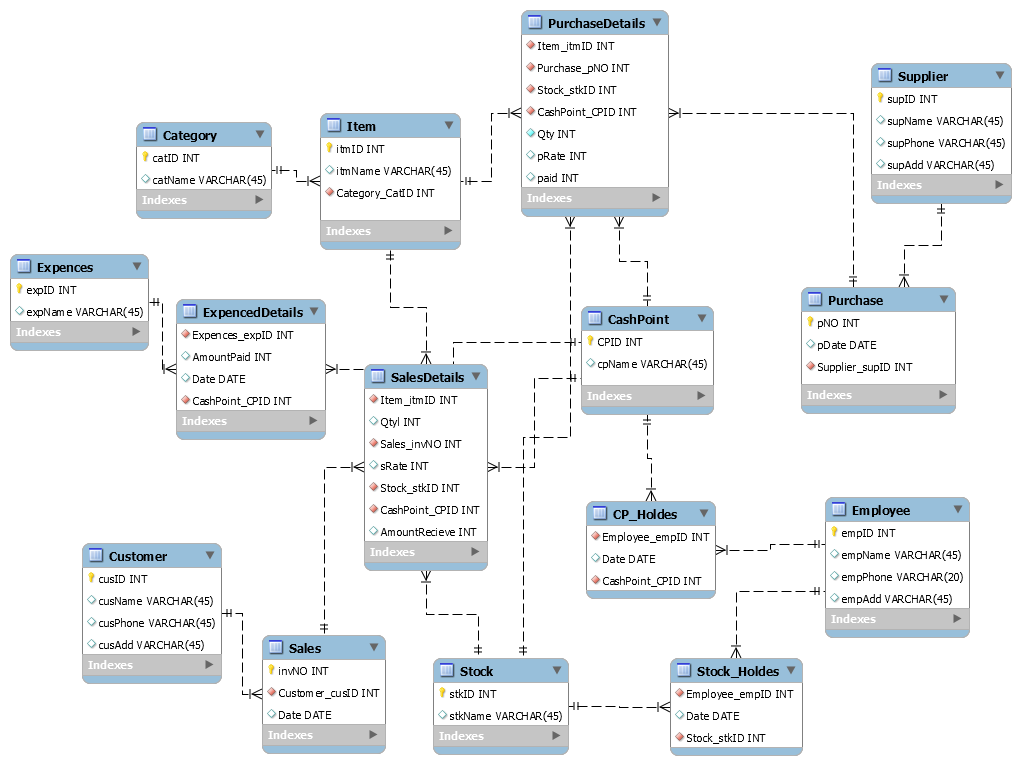 PurchaseDetails
Item_itmID INT
Purchase_pNO INT
Stock_stkID INT
CashPoint_CPID INT
Qty INT
pRate INT
paid INT
Indexes
Supplier
supID INT
supName VARCHAR(45)
supPhone VARCHAR(45)
supAdd VARCHAR(45)
Indexes
Category
catID INT
catName VARCHAR(45)
Indexes
Item
itmID INT
itmName VARCHAR(45)
Category_CatID INT
Indexes
Expences
expID INT
expName VARCHAR(45)
Indexes
ExpencedDetails
Expences_expID INT
AmountPaid INT
Date DATE
CashPoint_CPID INT
Indexes
CashPoint
CPID INT
cpName VARCHAR(45)
Indexes
Purchase
pNO INT
pDate DATE
Supplier_supID INT
Indexes
SalesDetails
Item_itmID INT
Qtyl INT
Sales_invNO INT
sRate INT
Stock_stkID INT
CashPoint_CPID INT
AmountRecieve INT
Indexes
CP_Holdes
Employee_empID INT
Date DATE
CashPoint_CPID INT
Indexes
Employee
empID INT
empName VARCHAR(45)
empPhone VARCHAR(20)
empAdd VARCHAR(45)
Indexes
Customer
cusID INT
cusName VARCHAR(45)
cusPhone VARCHAR(45)
cusAdd VARCHAR(45)
Indexes
Sales
invNO INT
Customer_cusID INT
Date DATE
Indexes
Stock
stkID INT
stkName VARCHAR(45)
Indexes
Stock_Holdes
Employee_empID INT
Date DATE
Stock_stkID INT